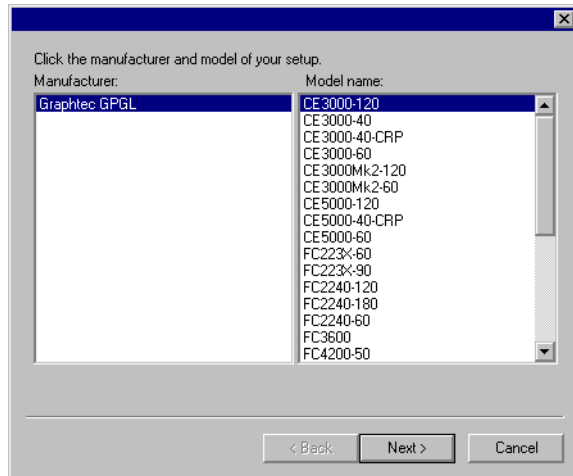 Click the manufacturer and model of your setup.
Manufacturer:
Model name:
Graphtec GPGL
CE3000-120
CE3000-40
CE3000-40-CRP
CE3000-60
CE3000Mk2-120
CE3000Mk2-60
CE5000-120
CE5000-40-CRP
CE5000-60
FC223X-60
FC223X-90
FC2240-120
FC2240-180
FC2240-60
FC3600
FC4200-50
< Back
Next >
Cancel